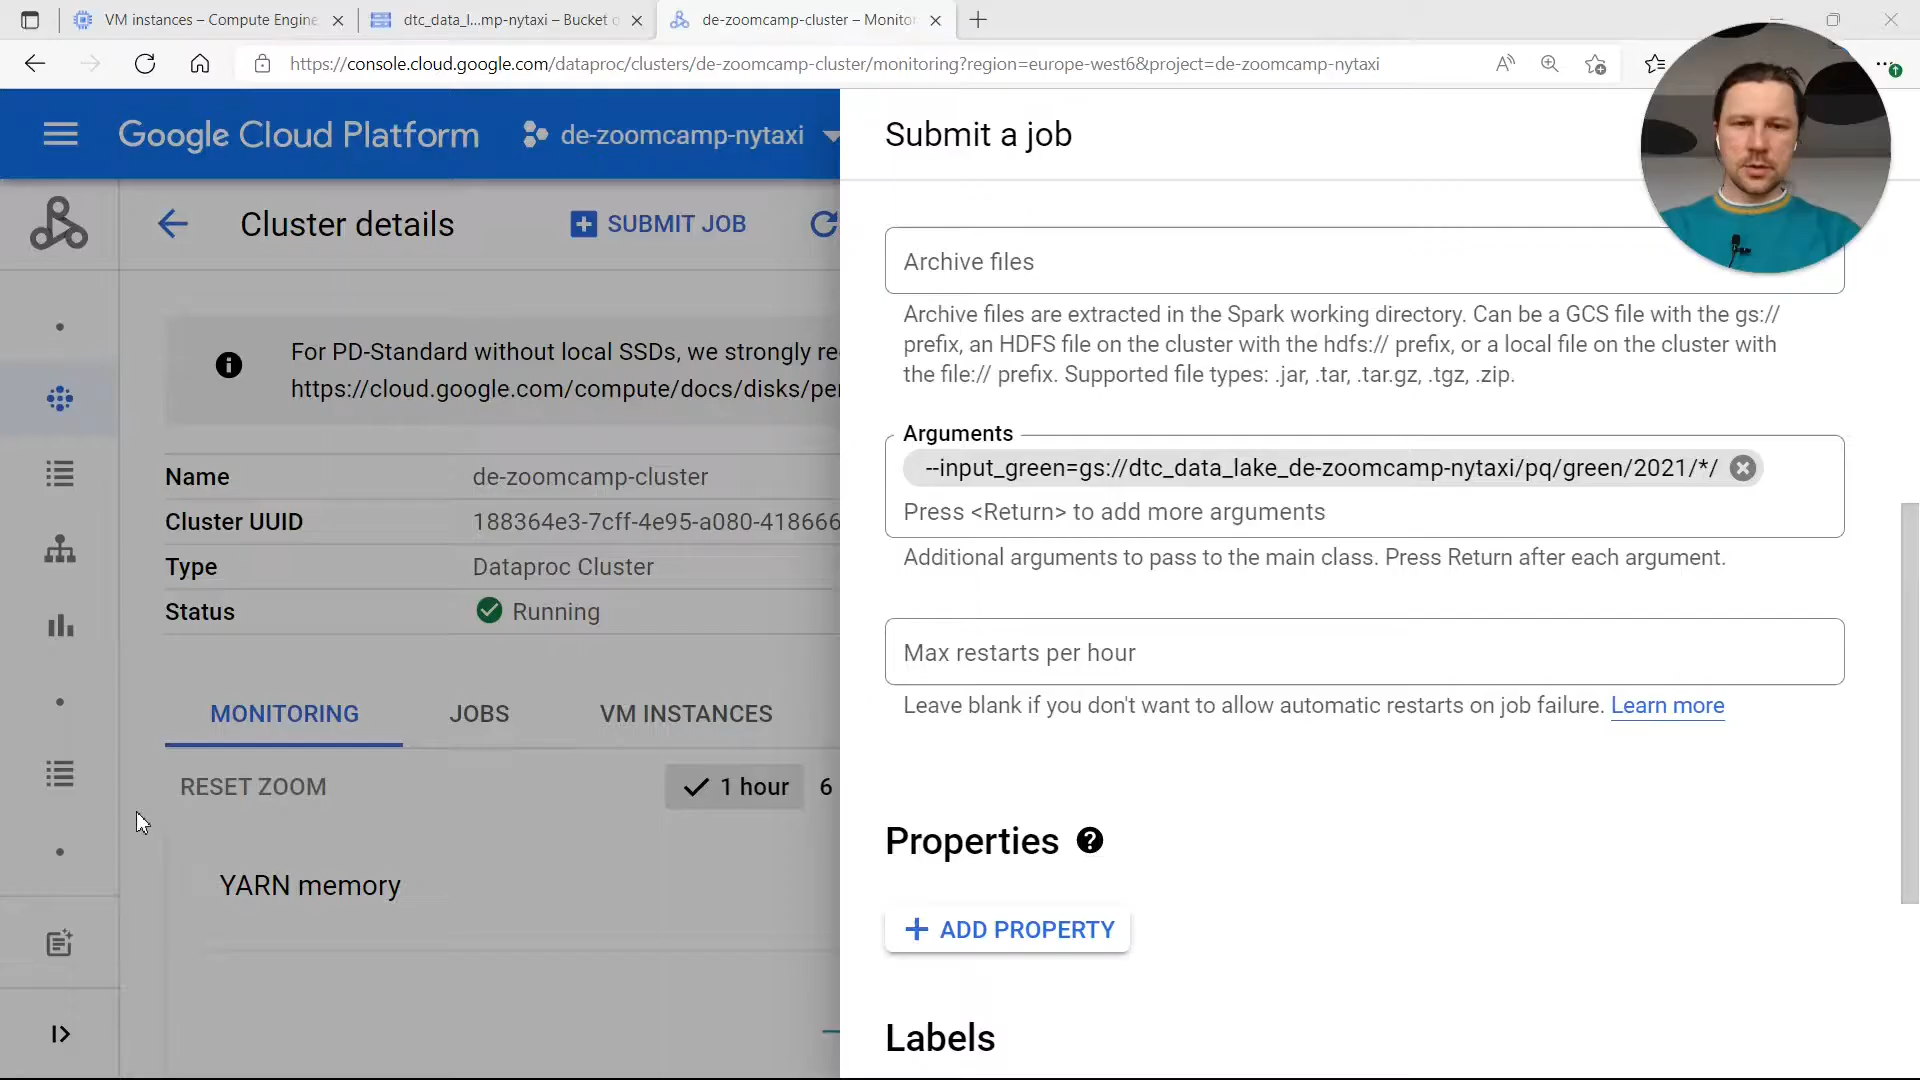 VM instances – Compute Engine
dtc_data_l...mp-nytaxi – Bucket
de-zoomcamp-cluster – Monito
https://console.cloud.google.com/dataproc/clusters/de-zoomcamp-cluster/monitoring?region=europe-west6&project=de-zoomcamp-nytaxi
Google Cloud Platform
de-zoomcamp-nytaxi
Submit a job
Cluster details
SUBMIT JOB
Archive files
Archive files are extracted in the Spark working directory. Can be a GCS file with the gs://
prefix, an HDFS file on the cluster with the hdfs:// prefix, or a local file on the cluster with
the file:// prefix. Supported file types: .jar, .tar, .tar.gz, .tgz, .zip.
For PD-Standard without local SSDs, we strongly re
https://cloud.google.com/compute/docs/disks/per
Arguments
--input_green=gs://dtc_data_lake_de-zoomcamp-nytaxi/pq/green/2021/*/
Press <Return> to add more arguments
Additional arguments to pass to the main class. Press Return after each argument.
Name de-zoomcamp-cluster
Cluster UUID 188364e3-7cff-4e95-a080-418666
Type Dataproc Cluster
Status Running
Max restarts per hour
Leave blank if you don't want to allow automatic restarts on job failure. Learn more
MONITORING JOBS VM INSTANCES
RESET ZOOM
1 hour
6
YARN memory
Properties
ADD PROPERTY
Labels